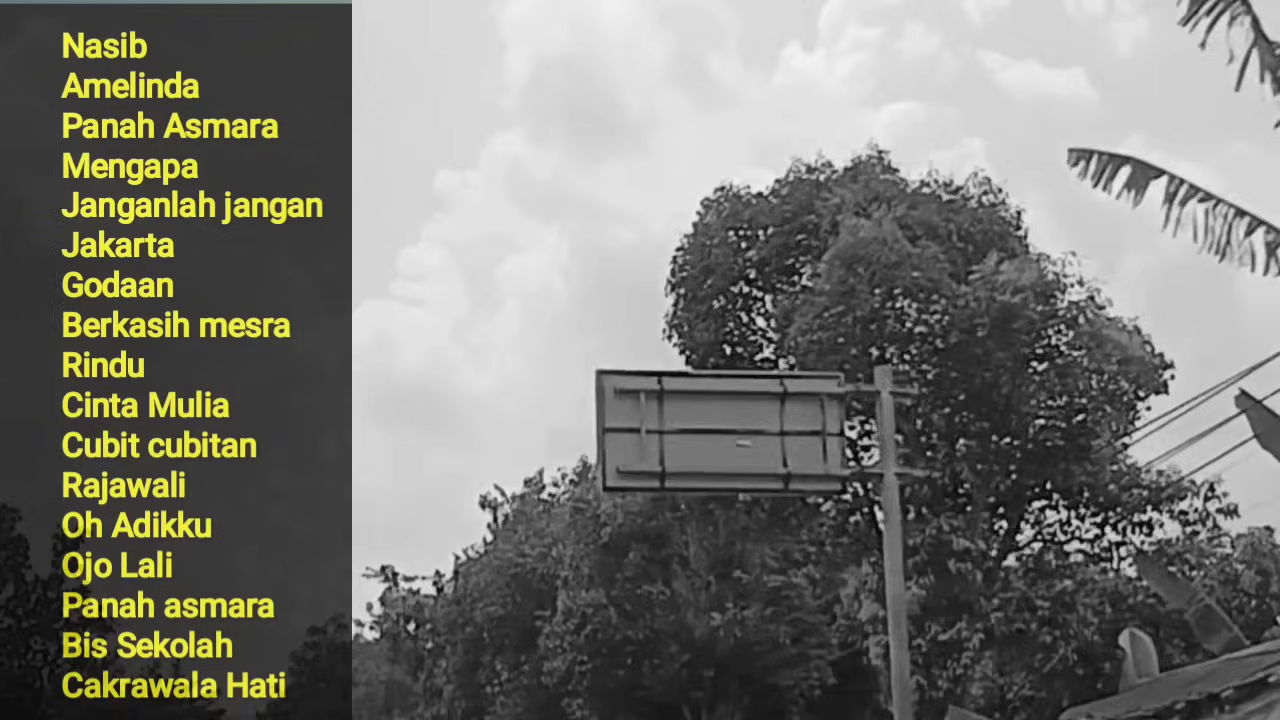 Nasib
Amelinda
Panah Asmara
Mengapa
Janganlah jangan
Jakarta
Godaan
Berkasih mesra
Rindu
Cinta Mulia
Cubit cubitan
Rajawali
Oh Adikku
Ojo Lali
Panah asmara
Bis Sekolah
Cakrawala Hati